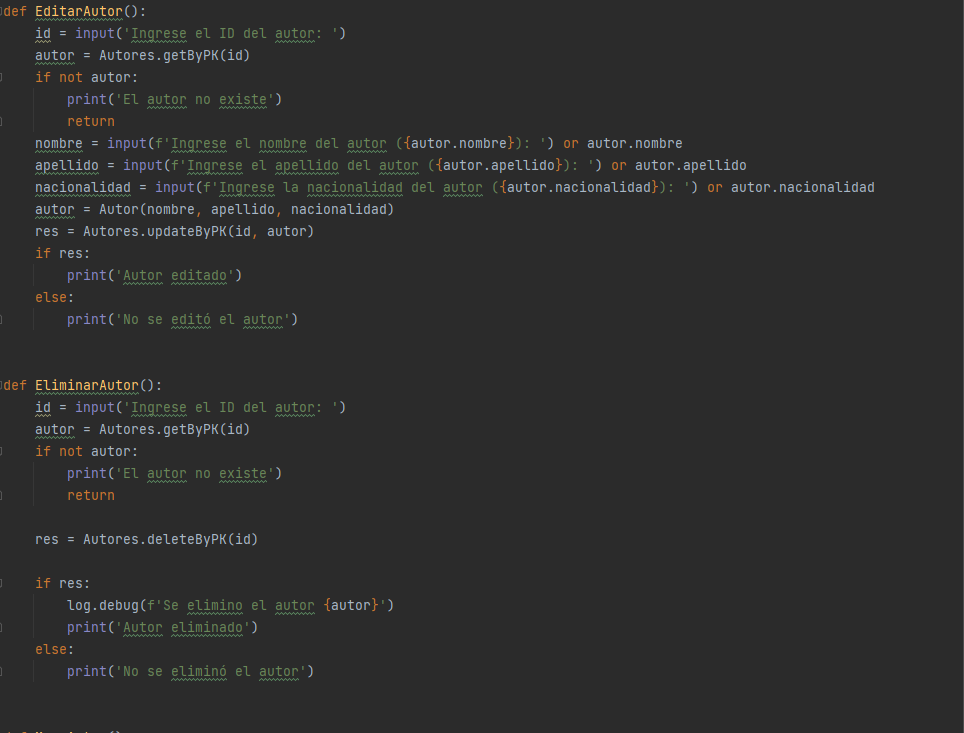 def EditarAutor():
    id = input('Ingrese el ID del autor: ')
    autor = Autores.getByPK(id)
    if not autor:
        print('El autor no existe')
        return
    nombre = input(f'Ingrese el nombre del autor ({autor.nombre}): ') or autor.nombre
    apellido = input(f'Ingrese el apellido del autor ({autor.apellido}): ') or autor.apellido
    nacionalidad = input(f'Ingrese la nacionalidad del autor ({autor.nacionalidad}): ') or autor.nacionalidad
    autor = Autor(nombre, apellido, nacionalidad)
    res = Autores.updateByPK(id, autor)
    if res:
        print('Autor editado')
    else:
        print('No se editó el autor')
def EliminarAutor():
    id = input('Ingrese el ID del autor: ')
    autor = Autores.getByPK(id)
    if not autor:
        print('El autor no existe')
        return
    res = Autores.deleteByPK(id)
    if res:
        log.debug(f'Se elimino el autor {autor}')
        print('Autor eliminado')
    else:
        print('No se eliminó el autor')